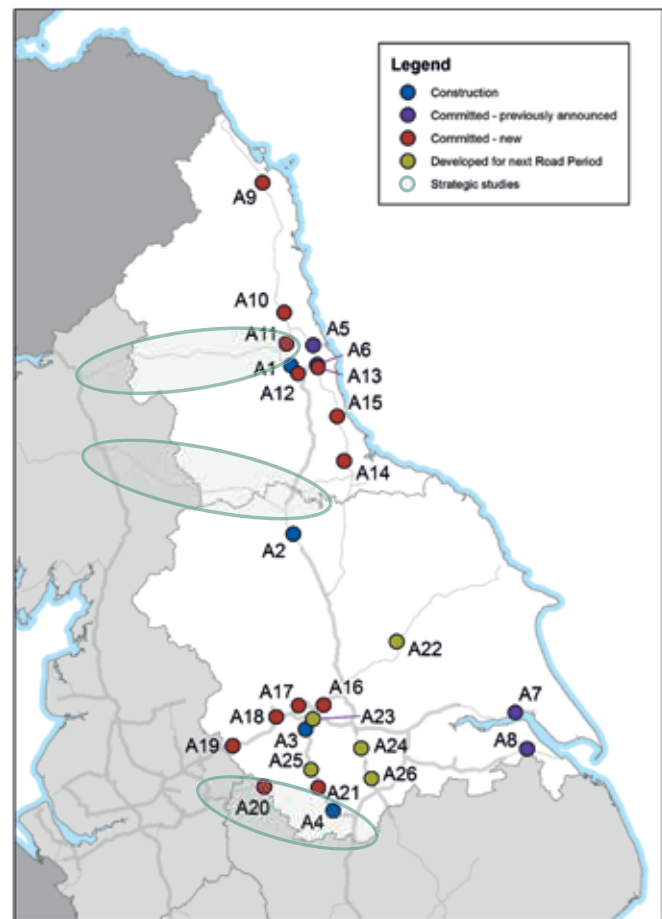 Legend
Construction
Committed - previously announced
Committed - new
Developed for next Road Period
Strategic studies
A9
A10
A5
A11
A6
A1
A13
A12
A15
A14
A2
A22
A17
A16
A7
A18
A23
A3
A19
A24
A8
A25
A26
A20
A21
A4